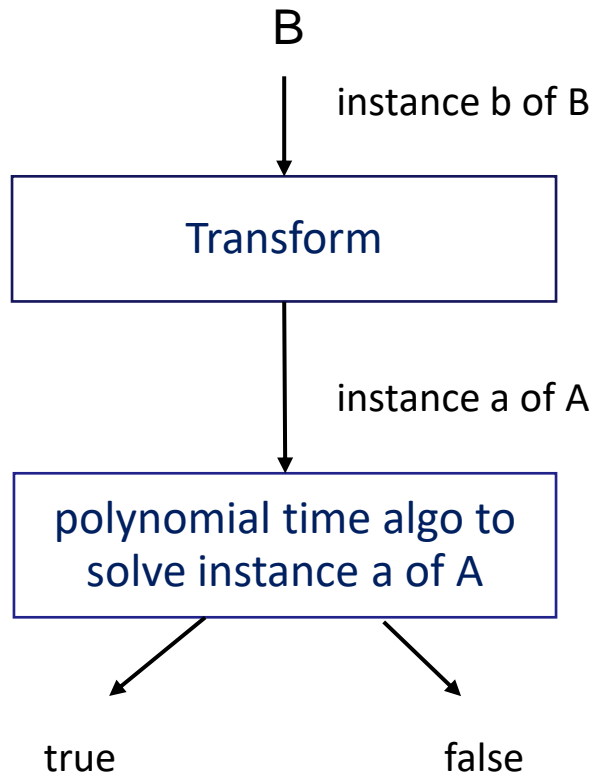 B
instance b of B
Transform
instance a of A
polynomial time algo to
solve instance a of A
true
false